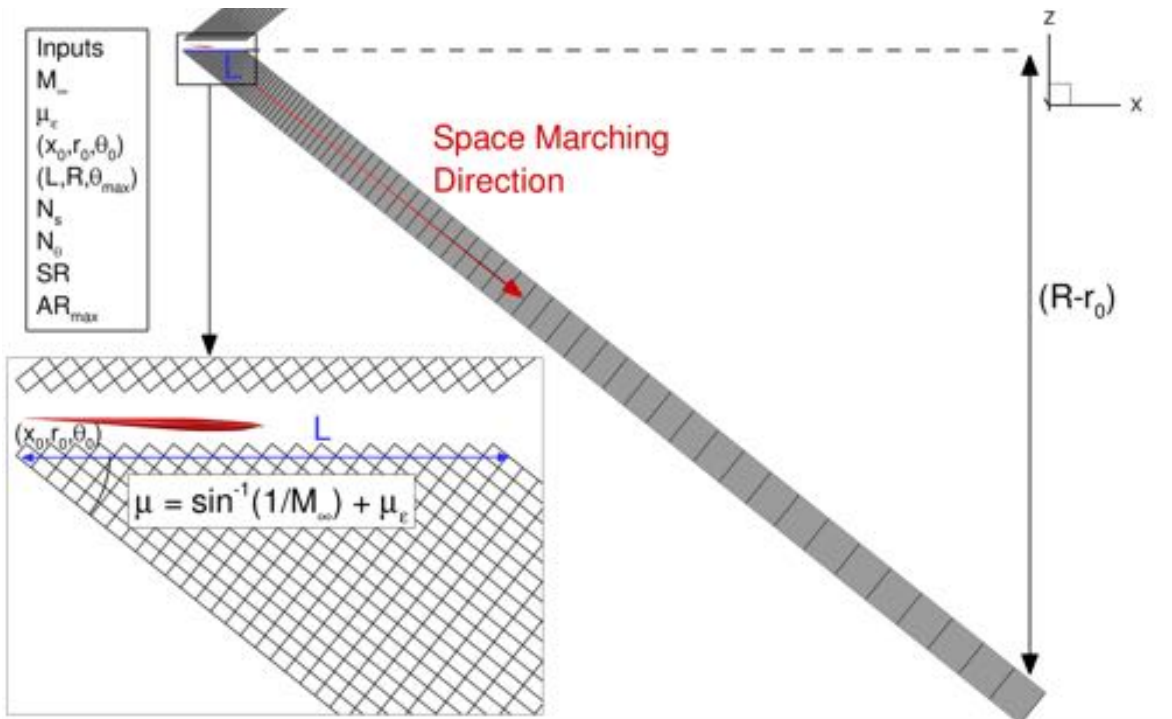 Inputs
M∞
με
(x₀,r₀,θ₀)
(L,R,θmax)
Nₛ
Nθ
SR
ARmax
L
Space Marching
Direction
z
x
(R-r₀)
(x₀,r₀,θ₀)
L
μ = sin⁻¹(1/M∞) + με